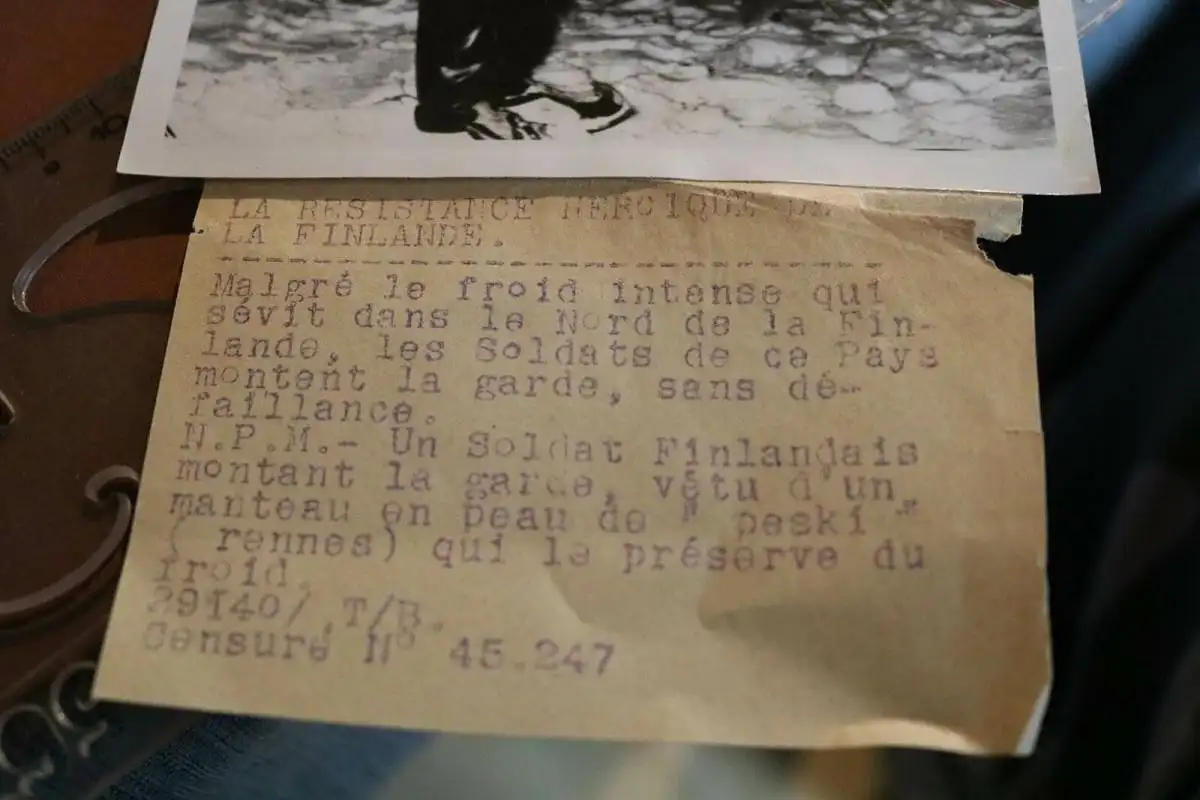 LA RESISTANCE HEROIQUE DE
LA FINLANDE.
Malgré le froid intense qui
sévit dans le Nord de la Fin-
lande, les Soldats de ce Pays
montent la garde, sans dé-
faillance.
N.P.M.- Un Soldat Finlandais
montant la garde, vêtu d'un
manteau en peau de " peski "
( rennes) qui le préserve du
froid.
29140/ T/B.
Censuré N° 45.247